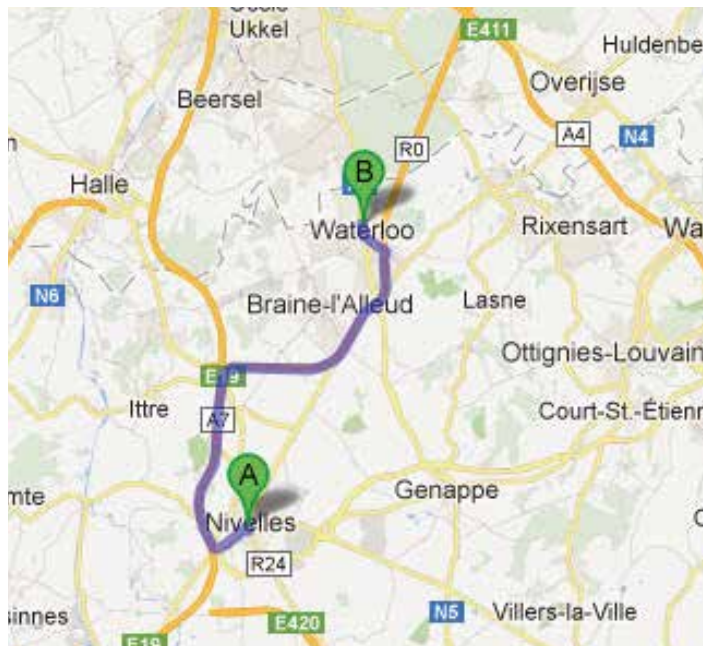 Ukkel
E411
Huldenbe
Overijse
Beersel
A4
N4
R0
B
Halle
Waterloo
Rixensart
Wa
N6
Braine-l'Alleud
Lasne
Ottignies-Louvain
Ittre
A7
Court-St.-Étienn
A
Genappe
Nivelles
R24
N5
Villers-la-Ville
E420
E19